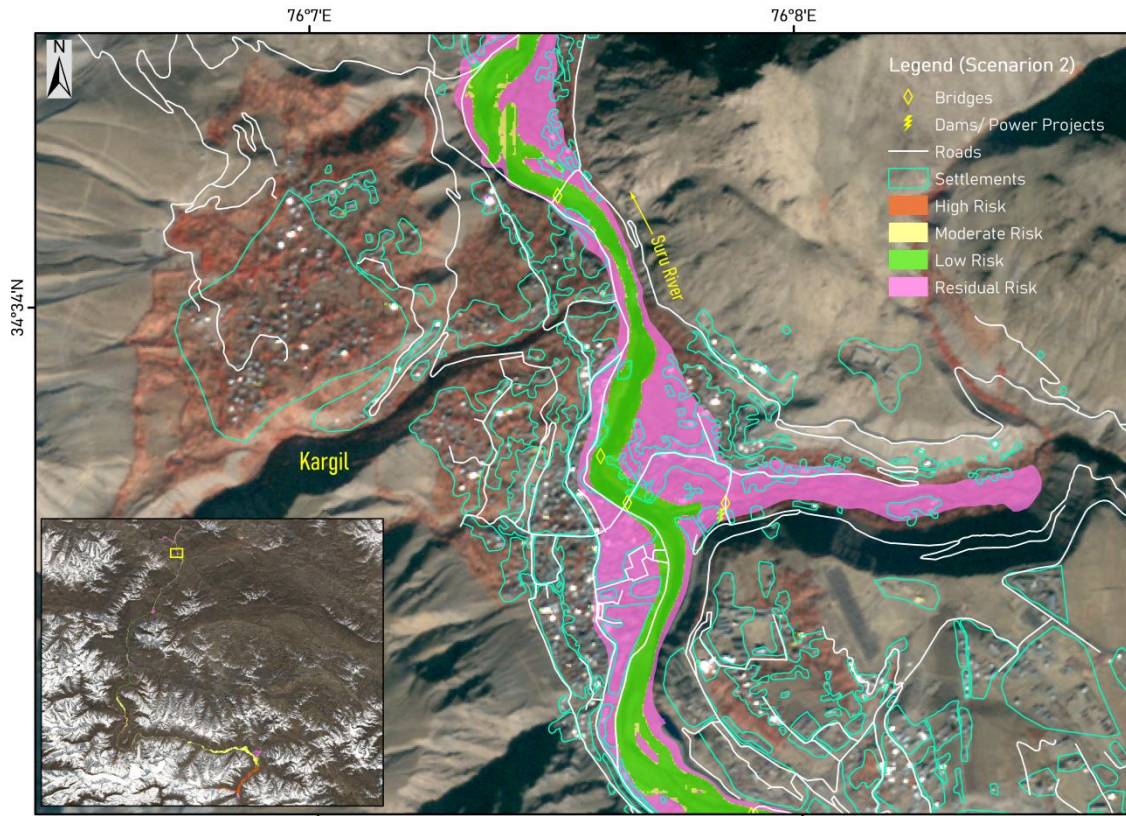 76°7'E
76°8'E
N
34°34'N
Legend (Scenarion 2)
Bridges
Dams/ Power Projects
Roads
Settlements
High Risk
Moderate Risk
Low Risk
Residual Risk
Suru River
Kargil